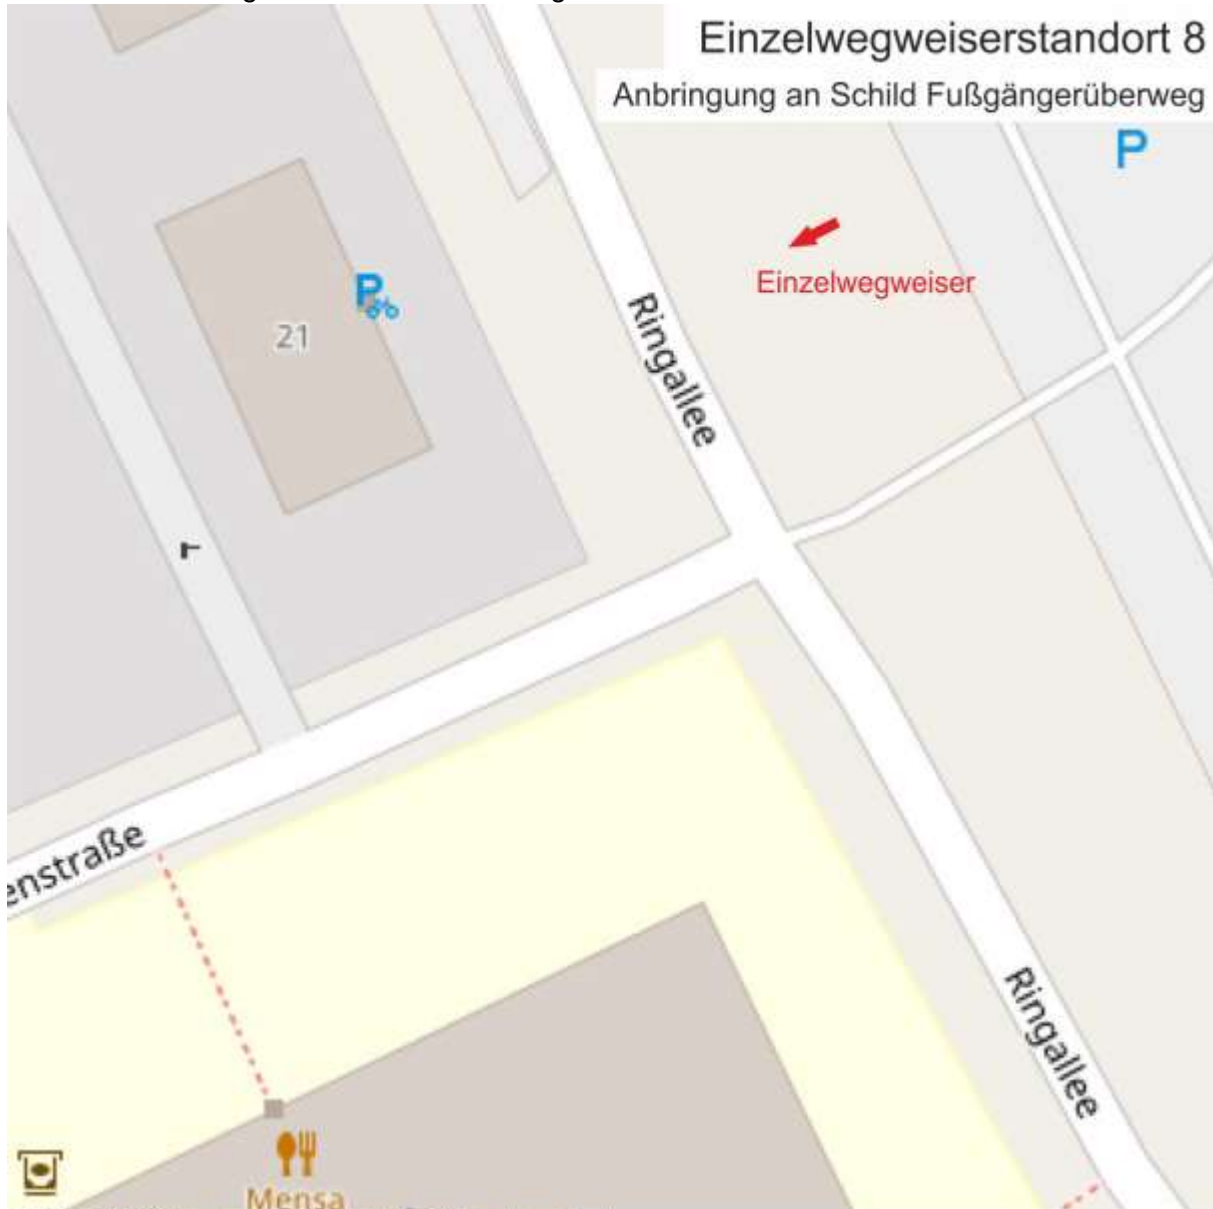 Einzelwegweiserstandort 8
Anbringung an Schild Fußgängerüberweg
P
Einzelwegweiser
P
21
Ringallee
enstraße
Ringallee
Mensa